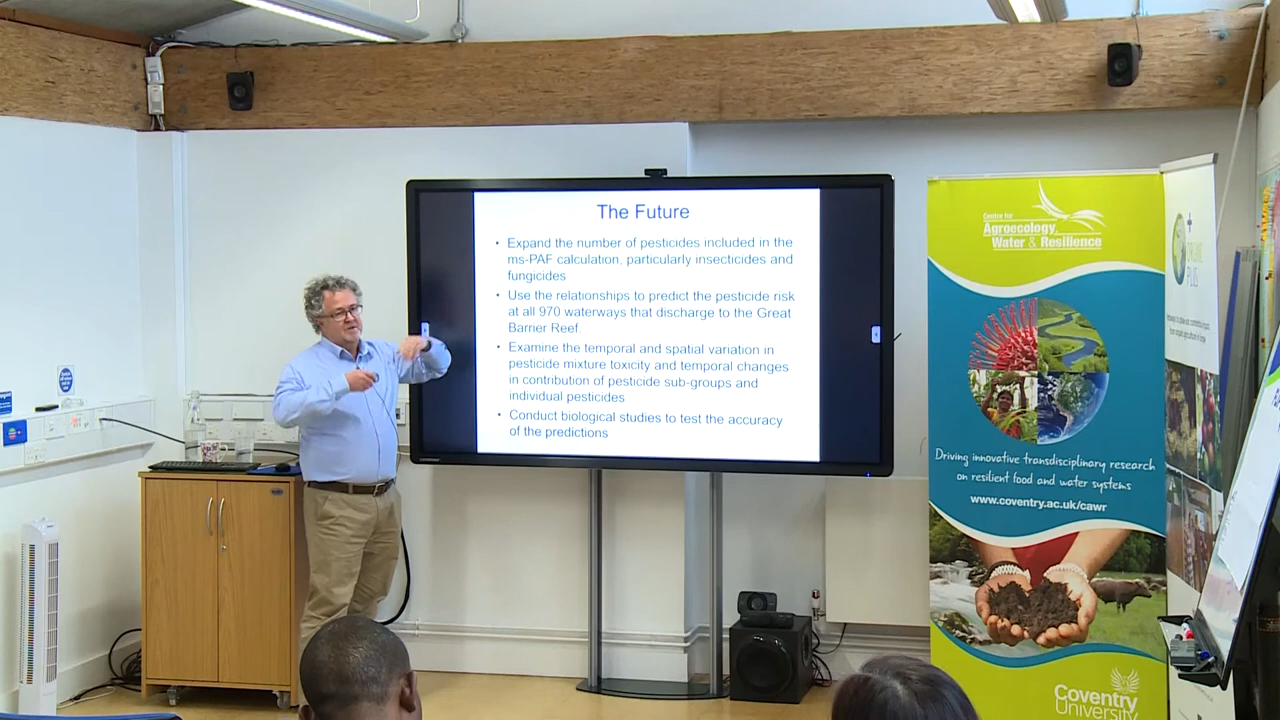 The Future
• Expand the number of pesticides included in the
ms-PAF calculation, particularly insecticides and
fungicides
• Use the relationships to predict the pesticide risk
at all 970 waterways that discharge to the Great
Barrier Reef.
• Examine the temporal and spatial variation in
pesticide mixture toxicity and temporal changes
in contribution of pesticide sub-groups and
individual pesticides
• Conduct biological studies to test the accuracy
of the predictions
Centre for
Agroecology,
Water & Resilience
Driving innovative transdisciplinary research
on resilient food and water systems
www.coventry.ac.uk/cawr
Coventry
University
PLUS